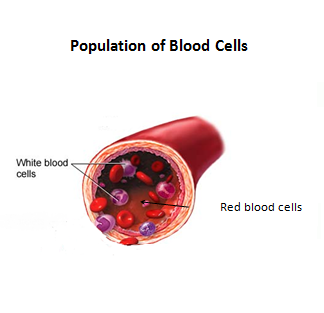 Population of Blood Cells
White blood
cells
Red blood cells